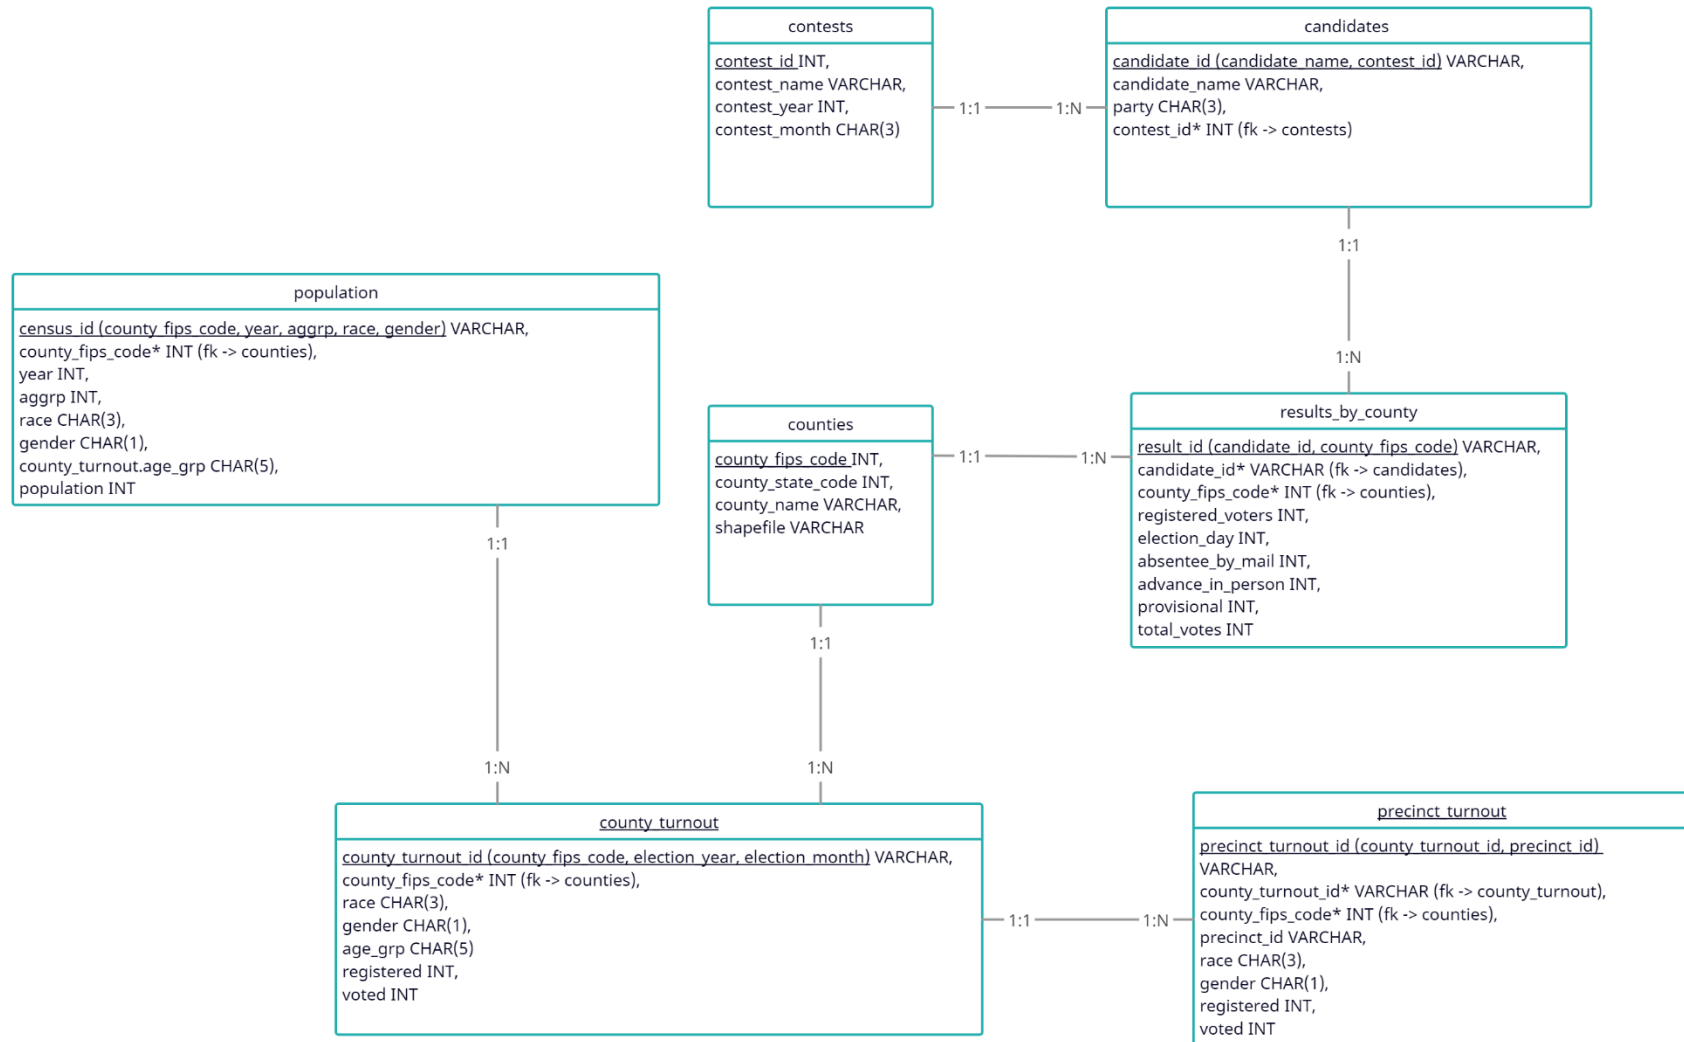 contests
contest_id INT,
contest_name VARCHAR,
contest_year INT,
contest_month CHAR(3)
1:1
1:N
candidates
candidate_id (candidate_name, contest_id) VARCHAR,
candidate_name VARCHAR,
party CHAR(3),
contest_id* INT (fk -> contests)
1:1
1:N
population
census_id (county_fips_code, year, aggrp, race, gender) VARCHAR,
county_fips_code* INT (fk -> counties),
year INT,
aggrp INT,
race CHAR(3),
gender CHAR(1),
county_turnout.age_grp CHAR(5),
population INT
1:1
1:N
counties
county_fips_code INT,
county_state_code INT,
county_name VARCHAR,
shapefile VARCHAR
1:1
1:N
results_by_county
result_id (candidate_id, county_fips_code) VARCHAR,
candidate_id* VARCHAR (fk -> candidates),
county_fips_code* INT (fk -> counties),
registered_voters INT,
election_day INT,
absentee_by_mail INT,
advance_in_person INT,
provisional INT,
total_votes INT
1:1
1:N
county_turnout
county_turnout_id (county_fips_code, election_year, election_month) VARCHAR,
county_fips_code* INT (fk -> counties),
race CHAR(3),
gender CHAR(1),
age_grp CHAR(5)
registered INT,
voted INT
1:1
1:N
precinct_turnout
precinct_turnout_id (county_turnout_id, precinct_id)
VARCHAR,
county_turnout_id* VARCHAR (fk -> county_turnout),
county_fips_code* INT (fk -> counties),
precinct_id VARCHAR,
race CHAR(3),
gender CHAR(1),
registered INT,
voted INT